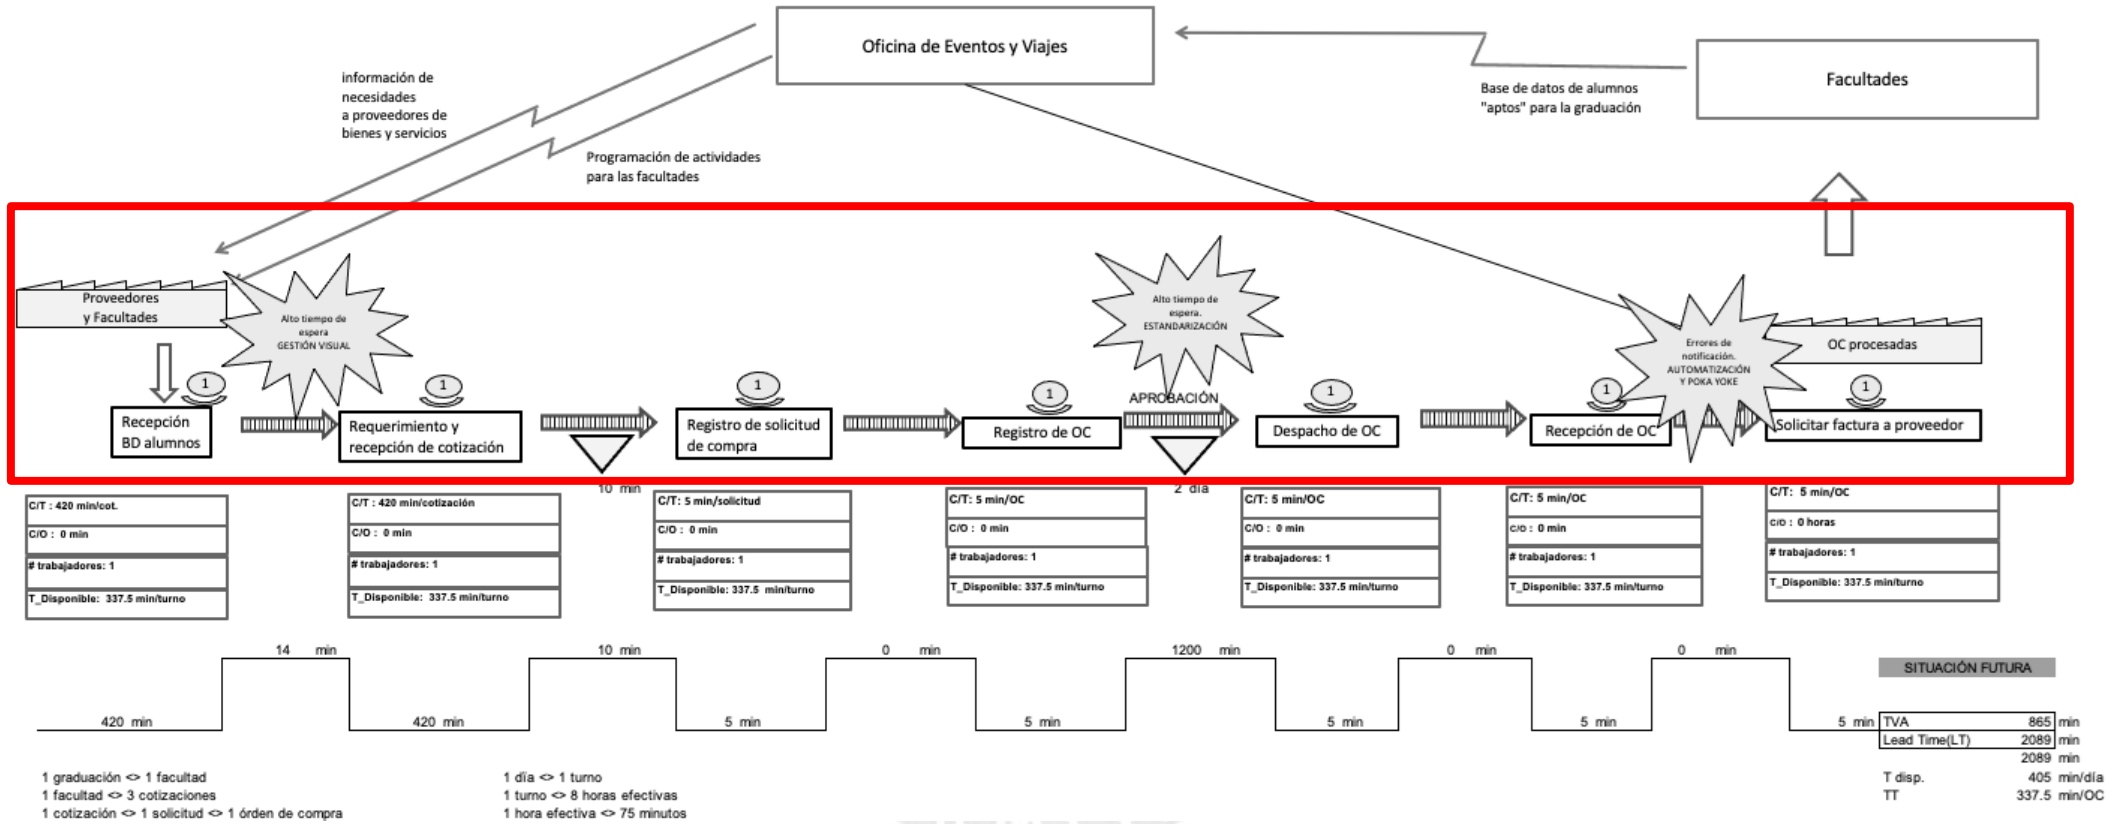 Oficina de Eventos y Viajes
Facultades
información de
necesidades
a proveedores de
bienes y servicios
Base de datos de alumnos
"aptos" para la graduación
Programación de actividades
para las facultades
Proveedores
y Facultades
Alto tiempo de
espera
GESTIÓN VISUAL
Alto tiempo de
espera.
ESTANDARIZACIÓN
Errores de
notificación.
AUTOMATIZACIÓN
Y POKA YOKE
OC procesadas
1
1
1
1
1
1
1
APROBACIÓN
Recepción
BD alumnos
Requerimiento y
recepción de cotización
Registro de solicitud
de compra
Registro de OC
Despacho de OC
Recepción de OC
Solicitar factura a proveedor
10 min
2 día
C/T : 420 min/cot.
C/O : 0 min
# trabajadores: 1
T_Disponible: 337.5 min/turno
C/T : 420 min/cotización
C/O : 0 min
# trabajadores: 1
T_Disponible: 337.5 min/turno
C/T: 5 min/solicitud
C/O : 0 min
# trabajadores: 1
T_Disponible: 337.5 min/turno
C/T: 5 min/OC
C/O : 0 min
# trabajadores: 1
T_Disponible: 337.5 min/turno
C/T: 5 min/OC
C/O : 0 min
# trabajadores: 1
T_Disponible: 337.5 min/turno
C/T: 5 min/OC
C/O : 0 min
# trabajadores: 1
T_Disponible: 337.5 min/turno
C/T: 5 min/OC
C/O : 0 horas
# trabajadores: 1
T_Disponible: 337.5 min/turno
14 min
10 min
0 min
1200 min
0 min
0 min
420 min
420 min
5 min
5 min
5 min
5 min
5 min
SITUACIÓN FUTURA
TVA 865 min
Lead Time(LT) 2089 min
2089 min
T disp. 405 min/día
TT 337.5 min/OC
1 graduación <> 1 facultad
1 facultad <> 3 cotizaciones
1 cotización <> 1 solicitud <> 1 órden de compra
1 día <> 1 turno
1 turno <> 8 horas efectivas
1 hora efectiva <> 75 minutos